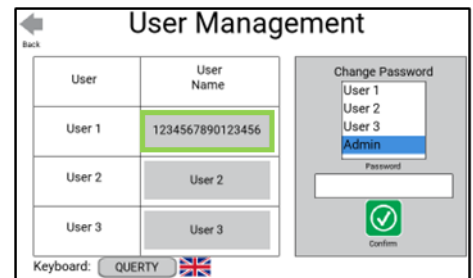 User Management
Back
User
User
Name
User 1
1234567890123456
User 2
User 2
User 3
User 3
Keyboard: QUERTY
Change Password
User 1
User 2
User 3
Admin
Password
Confirm